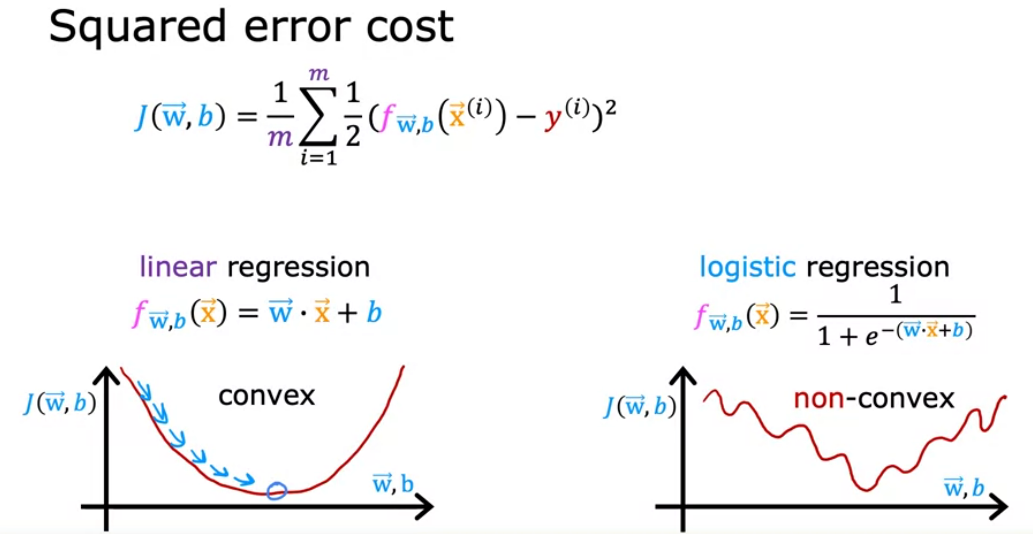 Squared error cost
J(w⃗, b) = 1/m ∑_{i=1}^{m} 1/2 (f_{w⃗,b}(x⃗^{(i)}) − y^{(i)})²
linear regression
f_{w⃗,b}(x⃗) = w⃗ · x⃗ + b
J(w⃗, b)
convex
w⃗, b
logistic regression
f_{w⃗,b}(x⃗) = 1/(1 + e^{−(w⃗·x⃗+b)})
J(w⃗, b)
non-convex
w⃗, b